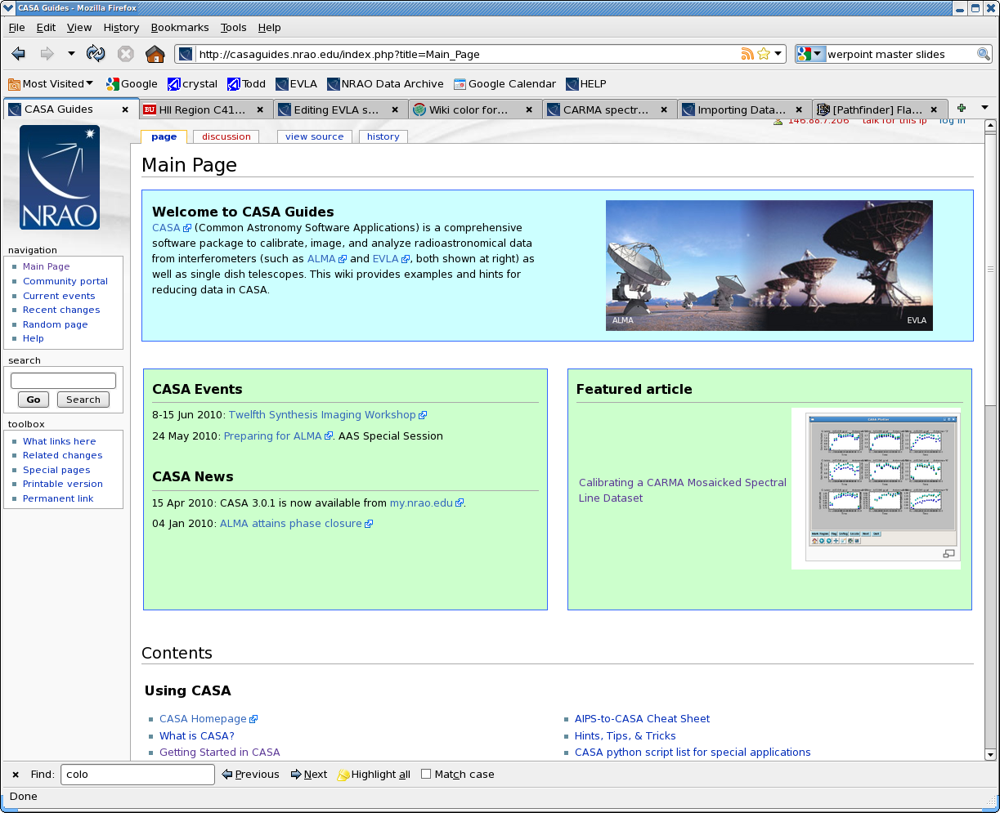 CASA Guides - Mozilla Firefox
File Edit View History Bookmarks Tools Help
http://casaguides.nrao.edu/index.php?title=Main_Page
werpoint master slides
Most Visited Google crystal Todd EVLA NRAO Data Archive Google Calendar HELP
CASA Guides
BU HII Region C41...
Editing EVLA s...
Wiki color for...
CARMA spectr...
Importing Data...
[Pathfinder] Fla...
146.88.7.206 talk for this ip log in
page discussion view source history
NRAO
navigation
Main Page
Community portal
Current events
Recent changes
Random page
Help
search
Go Search
toolbox
What links here
Related changes
Special pages
Printable version
Permanent link
Main Page
Welcome to CASA Guides
CASA (Common Astronomy Software Applications) is a comprehensive
software package to calibrate, image, and analyze radioastronomical data
from interferometers (such as ALMA and EVLA, both shown at right) as
well as single dish telescopes. This wiki provides examples and hints for
reducing data in CASA.
ALMA
EVLA
CASA Events
8-15 Jun 2010: Twelfth Synthesis Imaging Workshop
24 May 2010: Preparing for ALMA. AAS Special Session
CASA News
15 Apr 2010: CASA 3.0.1 is now available from my.nrao.edu.
04 Jan 2010: ALMA attains phase closure
Featured article
Calibrating a CARMA Mosaicked Spectral
Line Dataset
CASA Plotter
Contents
Using CASA
CASA Homepage
What is CASA?
Getting Started in CASA
AIPS-to-CASA Cheat Sheet
Hints, Tips, & Tricks
CASA python script list for special applications
Find: colo Previous Next Highlight all Match case
Done